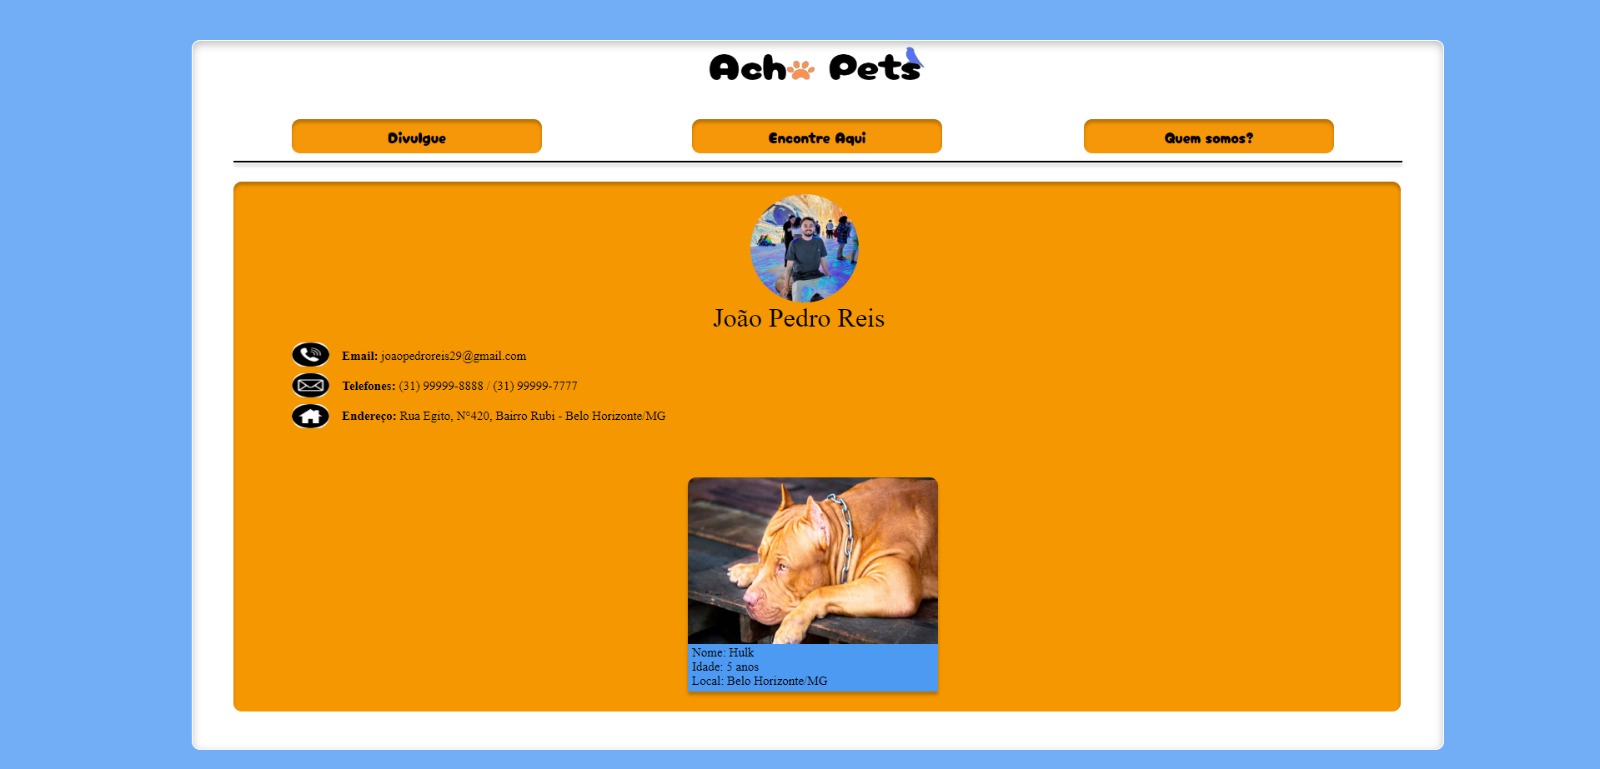 Acho Pets
Divulgue
Encontre Aqui
Quem somos?
João Pedro Reis
Email: joaopedroreis29@gmail.com
Telefones: (31) 99999-8888 / (31) 99999-7777
Endereço: Rua Egito, N°420, Bairro Rubi - Belo Horizonte/MG
Nome: Hulk
Idade: 5 anos
Local: Belo Horizonte/MG